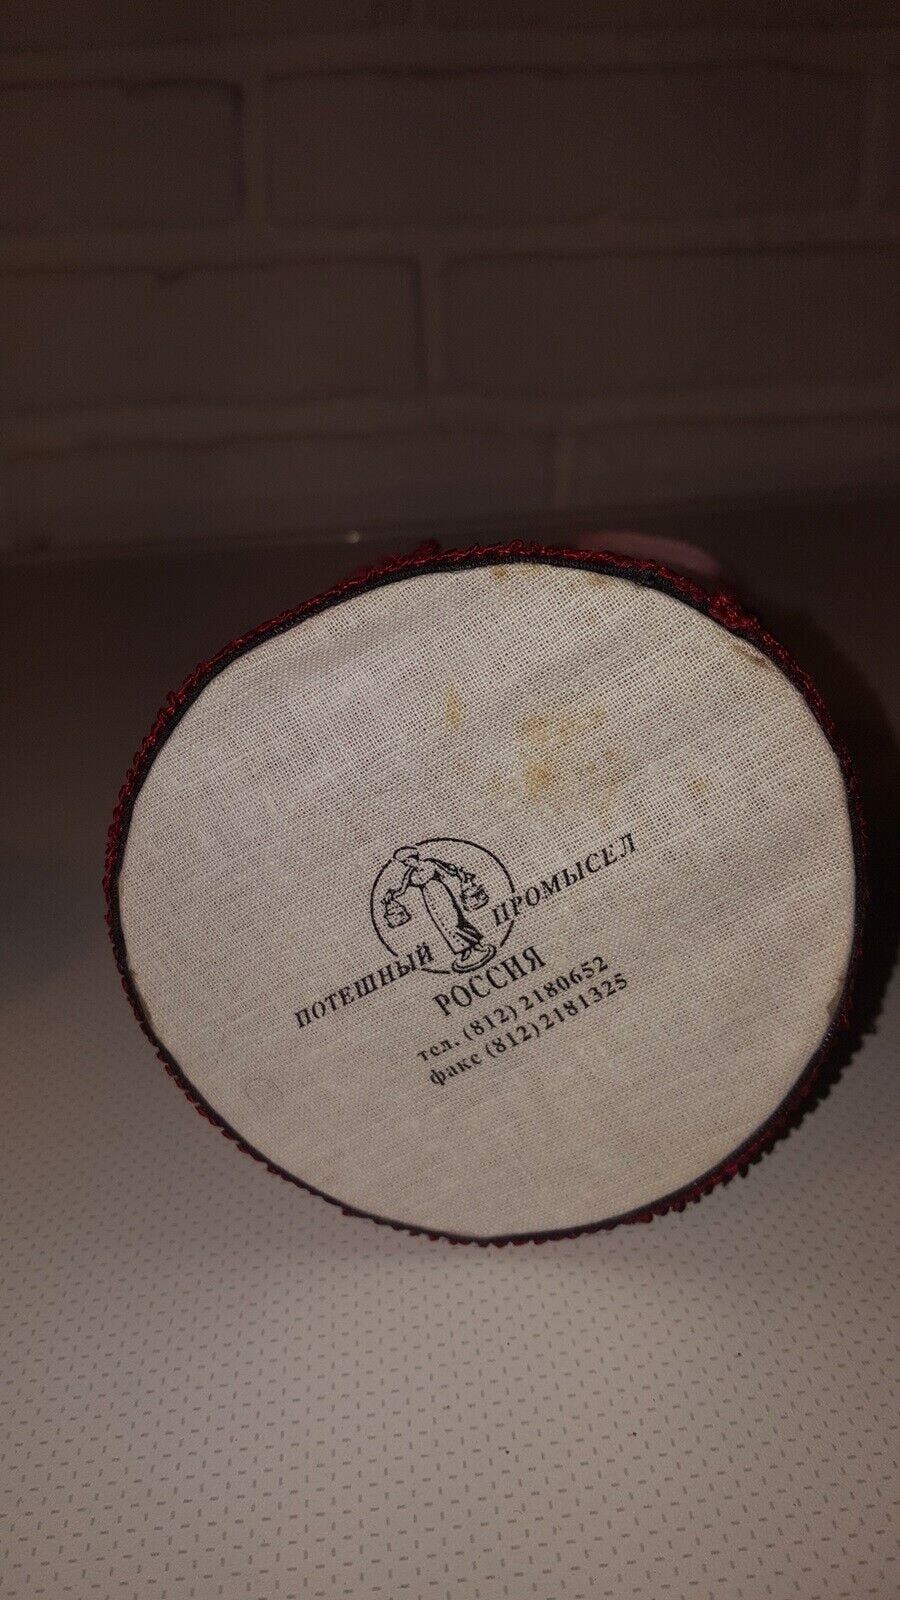 ПОТЕШНЫЙ ПРОМЫСЕЛ
РОССИЯ
тел. (812) 2180652
факс (812) 2181325